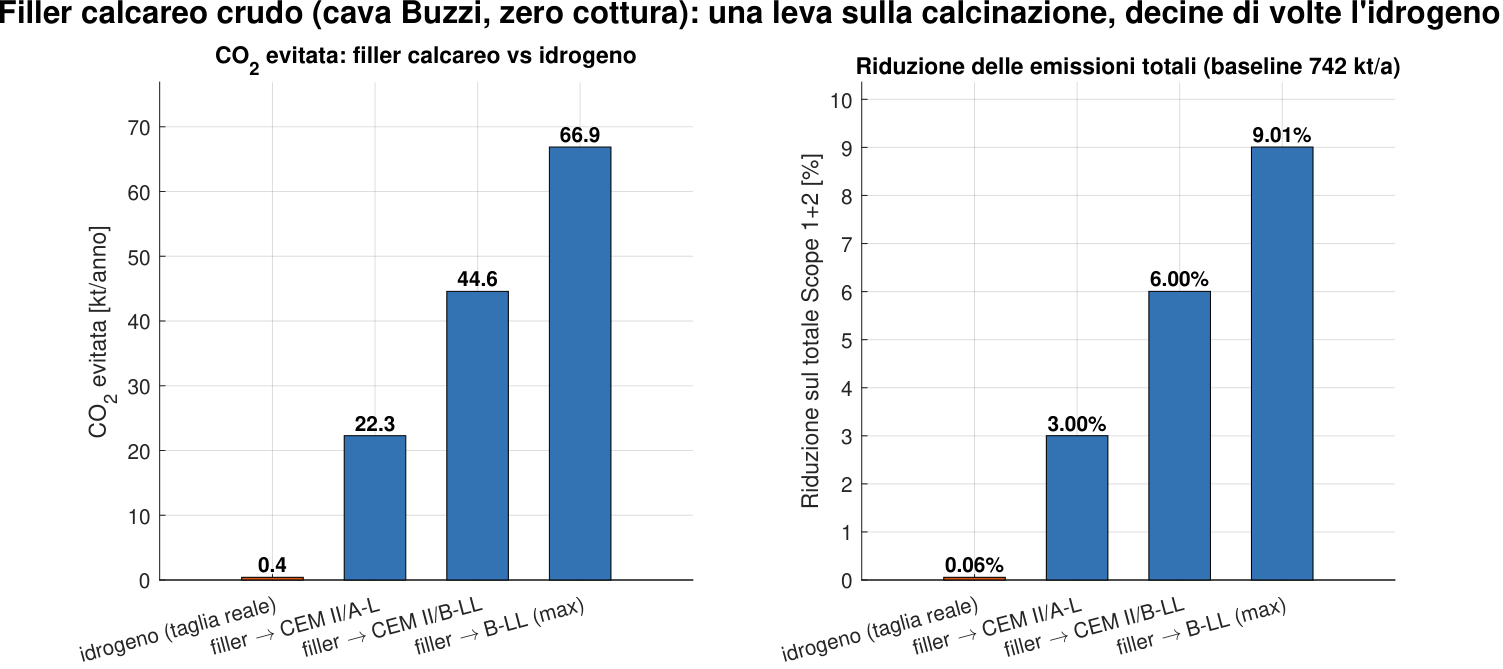 Filler calcareo crudo (cava Buzzi, zero cottura): una leva sulla calcinazione, decine di volte l'idrogeno
CO2 evitata: filler calcareo vs idrogeno
CO2 evitata [kt/anno]
70
60
50
40
30
20
10
0
0.4
22.3
44.6
66.9
idrogeno (taglia reale)
filler → CEM II/A-L
filler → CEM II/B-LL
filler → B-LL (max)
Riduzione delle emissioni totali (baseline 742 kt/a)
Riduzione sul totale Scope 1+2 [%]
10
9
8
7
6
5
4
3
2
1
0
0.06%
3.00%
6.00%
9.01%
idrogeno (taglia reale)
filler → CEM II/A-L
filler → CEM II/B-LL
filler → B-LL (max)